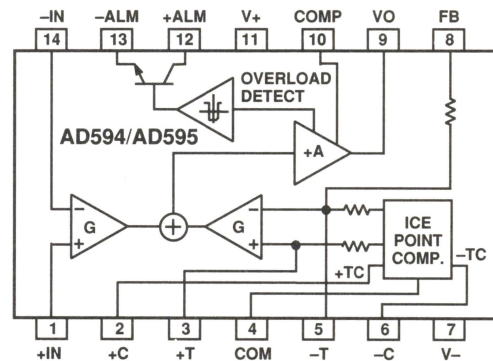 –IN –ALM +ALM V+ COMP VO FB
14 13 12 11 10 9 8
OVERLOAD
DETECT
AD594/AD595
+A
–
G
+
+
–
G
+
ICE
POINT
COMP.
–TC
+TC
1 2 3 4 5 6 7
+IN +C +T COM –T –C V–